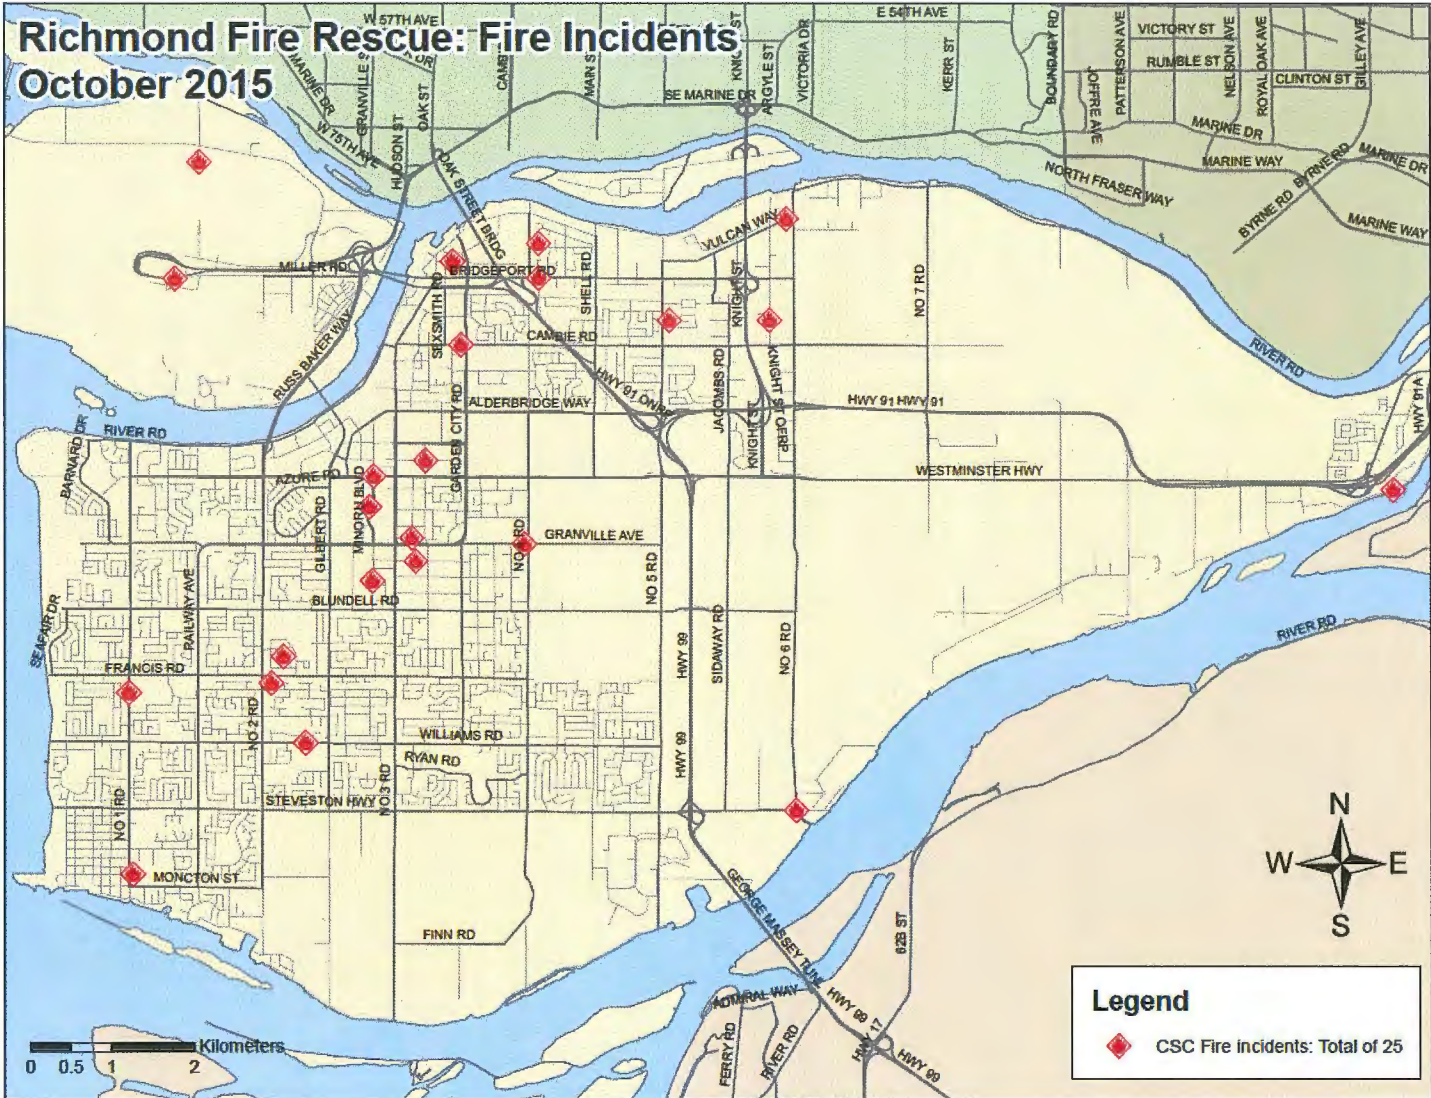 Richmond Fire Rescue: Fire Incidents
October 2015
W 57TH AVE
E 54TH AVE
MARINE DR
GRANVILLE S
DR
OAK ST
CAMB
MAIN S
ARGYLE ST
VICTORIA DR
KERR ST
BOUNDARY RD
JOFFRE AVE
PATTERSON AVE
VICTORY ST
RUMBLE ST
NELSON AVE
ROYAL OAK AVE
CLINTON ST
GILLEY AVE
SE MARINE DR
W 75TH AVE
HUDSON ST
OAK STREET BRDG
MARINE DR
MARINE WAY
MARINE DR
NORTH FRASER WAY
BYRNE RD
BYRNE RD
MARINE WAY
VULCAN WAY
MILLER RD
BRIDGEPORT RD
SEXSMITH RD
SHELL RD
KNIGHT ST
NO 7 RD
RUSS BAKER WAY
CAMBIE RD
RIVER RD
JACOMBS RD
KNIGHT ST OFRP
KNIGHT ST
HWY 91 ONRP
HWY 91 HWY 91
HWY 91A
ALDERBRIDGE WAY
GARDEN CITY RD
RIVER RD
BARNARD DR
AZURE RD
WESTMINSTER HWY
GILBERT RD
MINORU BLVD
GRANVILLE AVE
NO 5 RD
BLUNDELL RD
RAILWAY AVE
SEAFAIR DR
FRANCIS RD
HWY 99
SIDAWAY RD
NO 6 RD
RIVER RD
NO 2 RD
WILLIAMS RD
RYAN RD
HWY 99
NO 1 RD
STEVESTON HWY
NO 3 RD
MONCTON ST
FINN RD
GEORGE MASSEY TUNL
62B ST
ADMIRAL WAY
HWY 99
FERRY RD
RIVER RD
HWY 17
HWY 99
N
W
E
S
Kilometers
0 0.5 1 2
Legend
CSC Fire Incidents: Total of 25